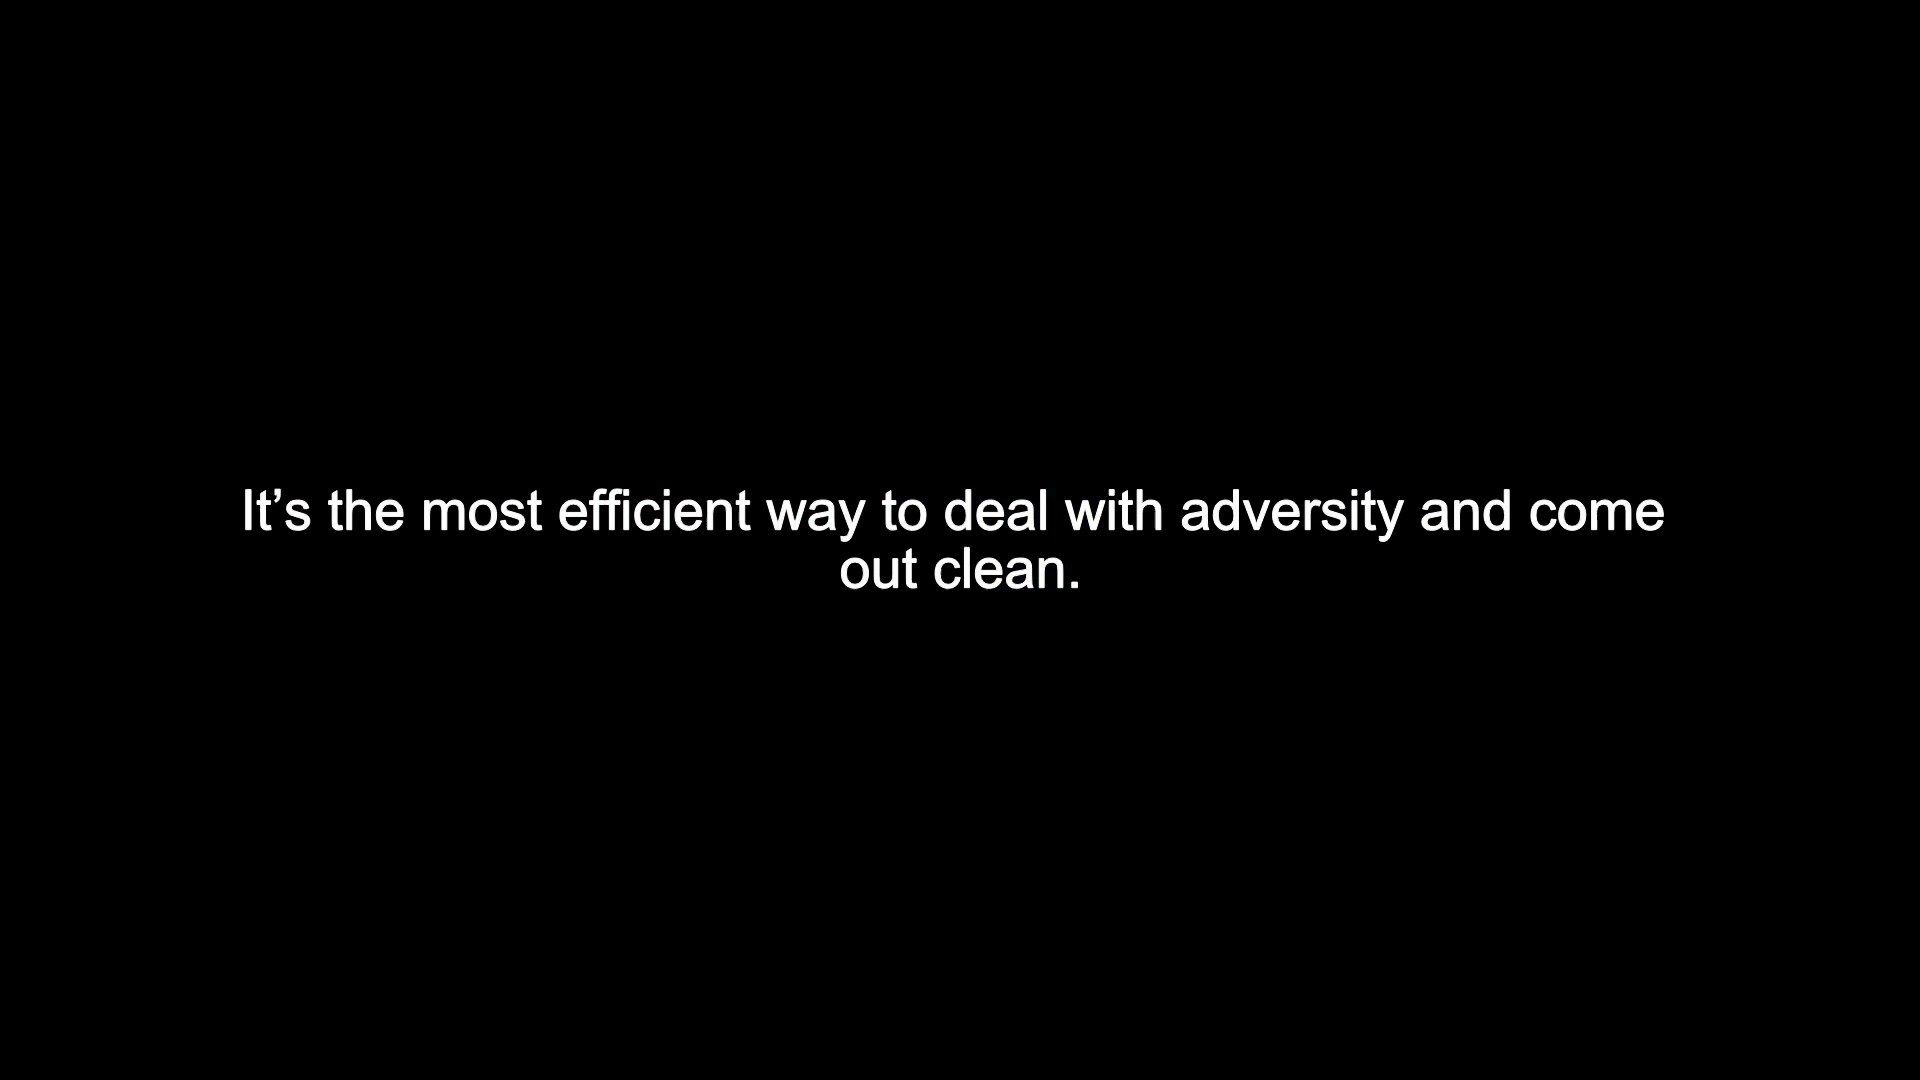 It’s the most efficient way to deal with adversity and come
out clean.